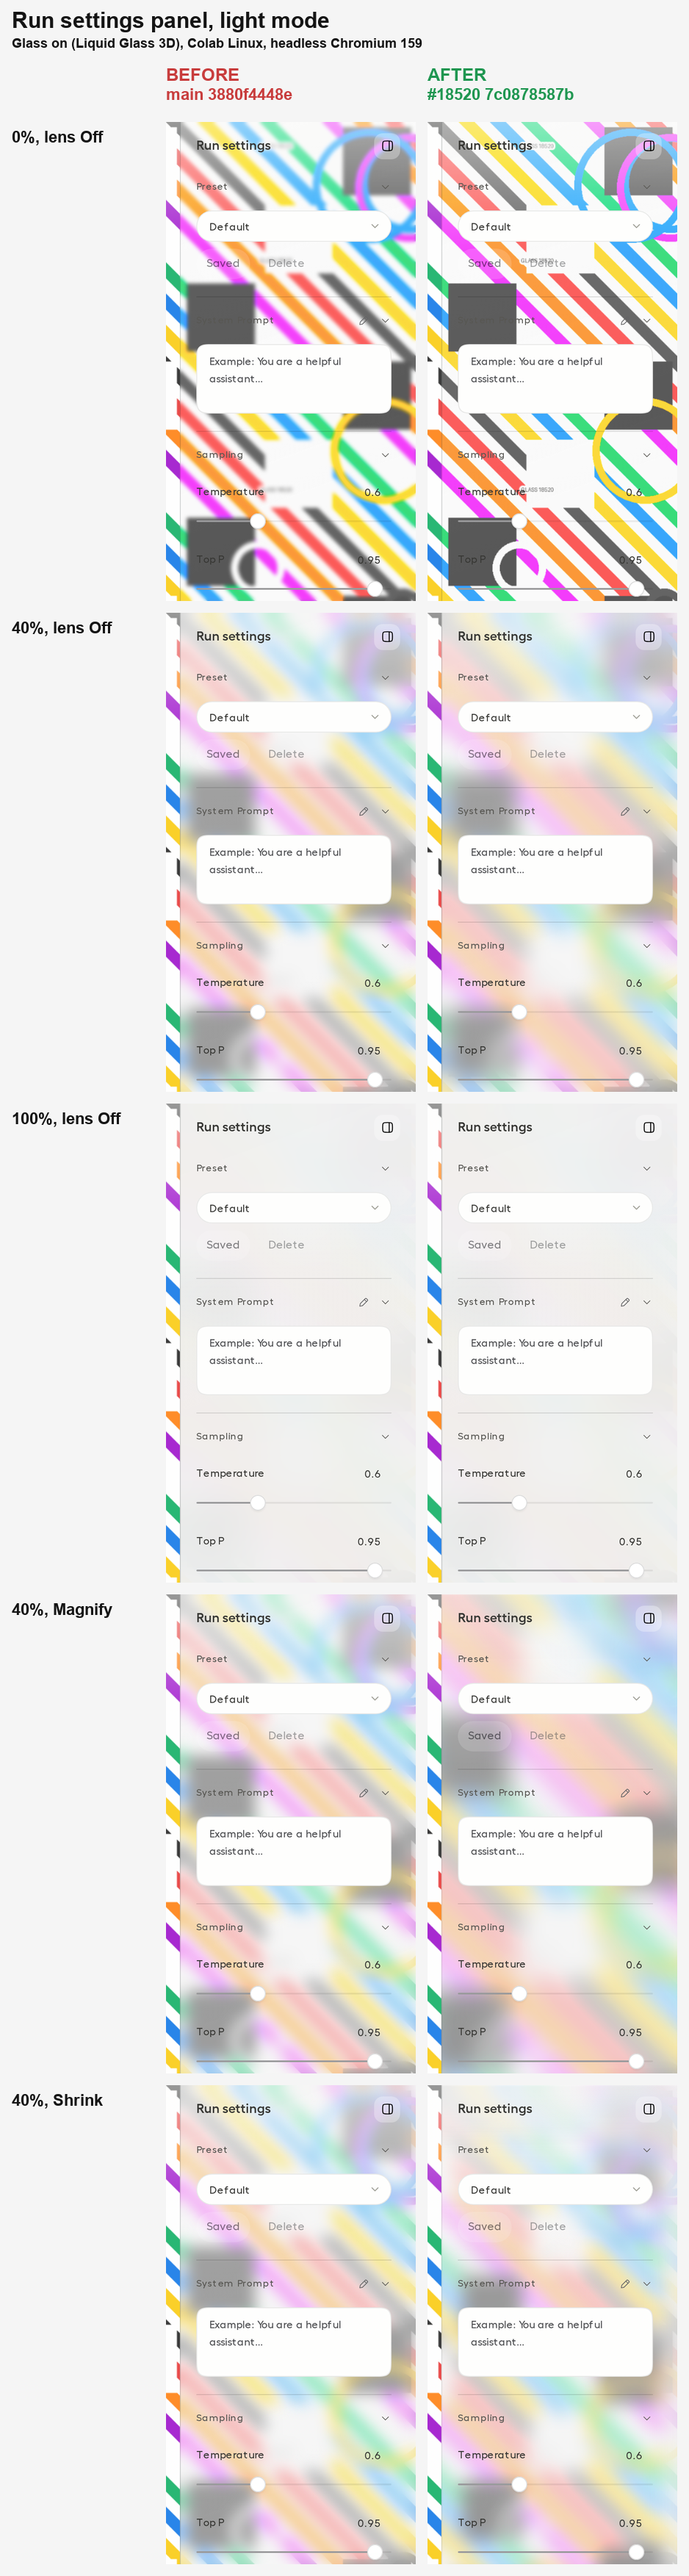 Run settings panel, light mode
Glass on (Liquid Glass 3D), Colab Linux, headless Chromium 159
BEFORE
main 3880f4448e
AFTER
#18520 7c0878587b
0%, lens Off
Run settings
Preset
Default
Saved Delete
System Prompt
Example: You are a helpful
assistant...
Sampling
Temperature 0.6
Top P 0.95
Run settings
Preset
Default
Saved Delete
System Prompt
Example: You are a helpful
assistant...
Sampling
Temperature GLASS 18520 0.6
Top P 0.95
40%, lens Off
Run settings
Preset
Default
Saved Delete
System Prompt
Example: You are a helpful
assistant...
Sampling
Temperature 0.6
Top P 0.95
Run settings
Preset
Default
Saved Delete
System Prompt
Example: You are a helpful
assistant...
Sampling
Temperature 0.6
Top P 0.95
100%, lens Off
Run settings
Preset
Default
Saved Delete
System Prompt
Example: You are a helpful
assistant...
Sampling
Temperature 0.6
Top P 0.95
Run settings
Preset
Default
Saved Delete
System Prompt
Example: You are a helpful
assistant...
Sampling
Temperature 0.6
Top P 0.95
40%, Magnify
Run settings
Preset
Default
Saved Delete
System Prompt
Example: You are a helpful
assistant...
Sampling
Temperature 0.6
Top P 0.95
Run settings
Preset
Default
Saved Delete
System Prompt
Example: You are a helpful
assistant...
Sampling
Temperature 0.6
Top P 0.95
40%, Shrink
Run settings
Preset
Default
Saved Delete
System Prompt
Example: You are a helpful
assistant...
Sampling
Temperature 0.6
Top P 0.95
Run settings
Preset
Default
Saved Delete
System Prompt
Example: You are a helpful
assistant...
Sampling
Temperature 0.6
Top P 0.95